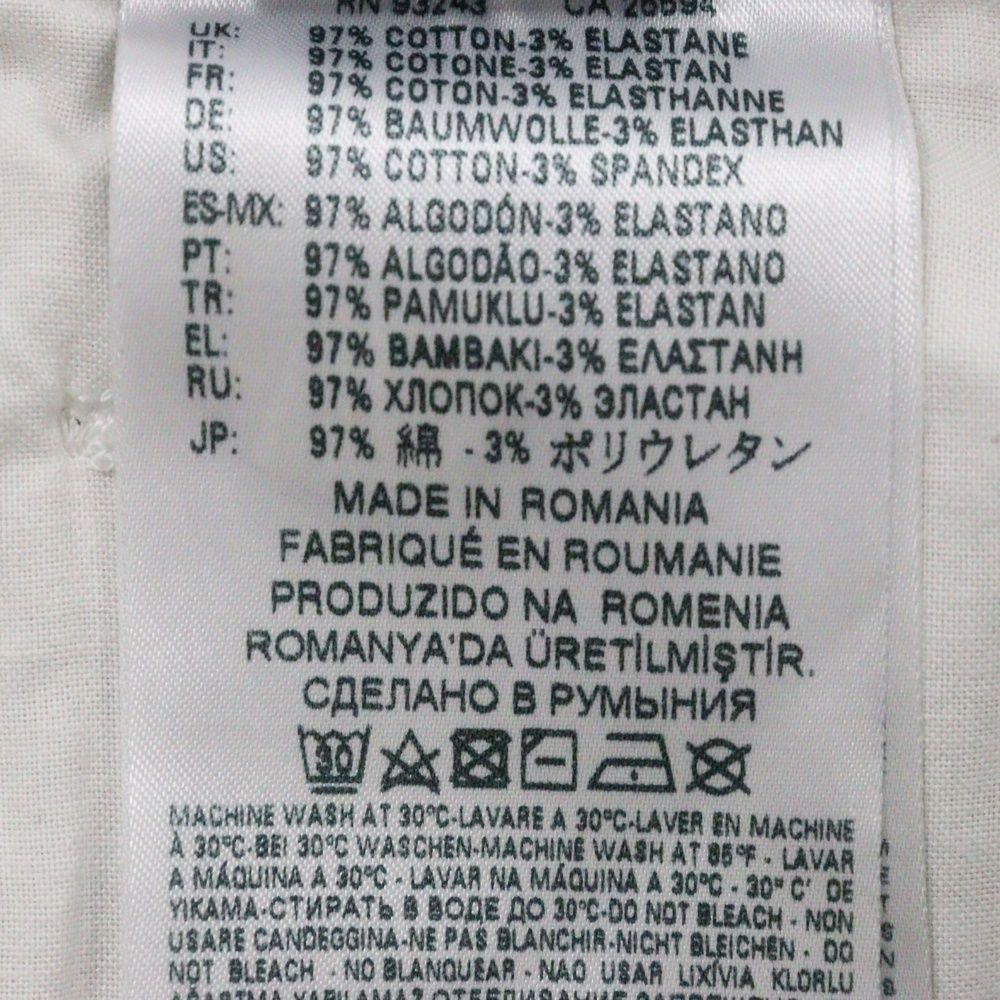 RN 93243 CA 26594
UK: 97% COTTON-3% ELASTANE
IT: 97% COTONE-3% ELASTAN
FR: 97% COTON-3% ELASTHANNE
DE: 97% BAUMWOLLE-3% ELASTHAN
US: 97% COTTON-3% SPANDEX
ES-MX: 97% ALGODÓN-3% ELASTANO
PT: 97% ALGODÃO-3% ELASTANO
TR: 97% PAMUKLU-3% ELASTAN
EL: 97% BAMBAKI-3% ΕΛΑΣΤΑΝΗ
RU: 97% ХЛОПОК-3% ЭЛАСТАН
JP: 97% 綿 - 3% ポリウレタン
MADE IN ROMANIA
FABRIQUÉ EN ROUMANIE
PRODUZIDO NA ROMENIA
ROMANYA'DA ÜRETİLMİŞTİR.
СДЕЛАНО В РУМЫНИЯ
30
MACHINE WASH AT 30°C-LAVARE A 30°C-LAVER EN MACHINE
À 30°C-BEI 30°C WASCHEN-MACHINE WASH AT 85°F - LAVAR
A MÁQUINA A 30°C - LAVAR NA MÁQUINA A 30°C - 30° C' DE
YIKAMA-СТИРАТЬ В ВОДЕ ДО 30°C-DO NOT BLEACH - NON
USARE CANDEGGINA-NE PAS BLANCHIR-NICHT BLEICHEN - DO
NOT BLEACH - NO BLANQUEAR - NAO USAR LIXÍVIA KLORLU